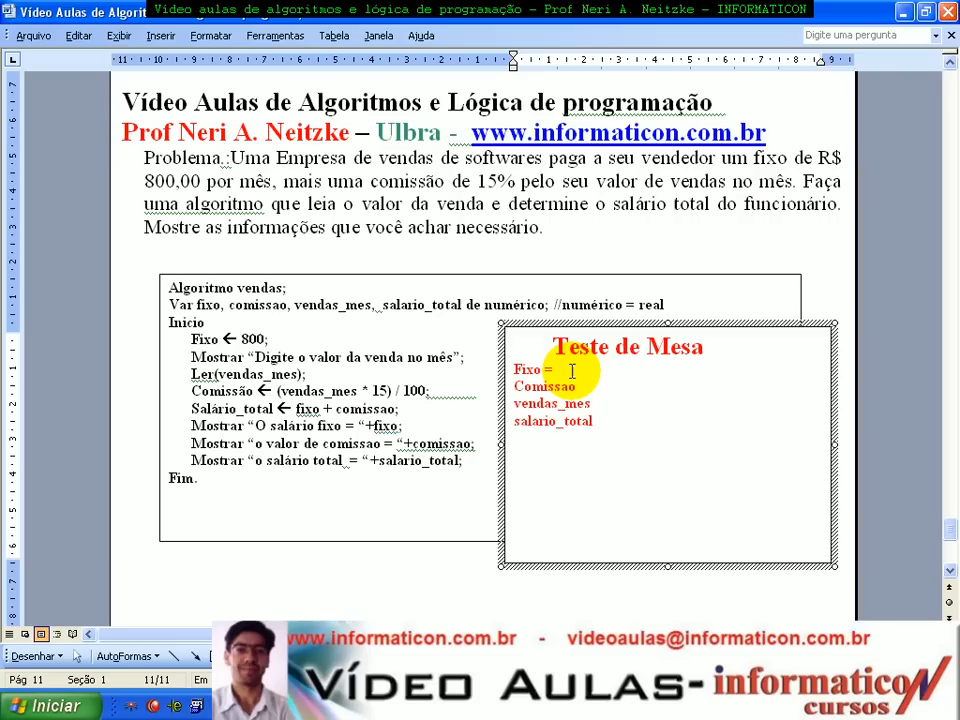 Vídeo Aulas de Algor
Vídeo aulas de algoritmos e lógica de programação – Prof Neri A. Neitzke – INFORMATICON
Arquivo Editar Exibir Inserir Formatar Ferramentas Tabela Janela Ajuda
Digite uma pergunta
Vídeo Aulas de Algoritmos e Lógica de programação
Prof Neri A. Neitzke – Ulbra - www.informaticon.com.br
Problema.:Uma Empresa de vendas de softwares paga a seu vendedor um fixo de R$
800,00 por mês, mais uma comissão de 15% pelo seu valor de vendas no mês. Faça
uma algoritmo que leia o valor da venda e determine o salário total do funcionário.
Mostre as informações que você achar necessário.
Algoritmo vendas;
Var fixo, comissao, vendas_mes, salario_total de numérico; //numérico = real
Inicio
Fixo ← 800;
Mostrar “Digite o valor da venda no mês”;
Ler(vendas_mes);
Comissão ← (vendas_mes * 15) / 100;
Salário_total ← fixo + comissao;
Mostrar “O salário fixo = “+fixo;
Mostrar “o valor de comissao = “+comissao;
Mostrar “o salário total = “+salario_total;
Fim.
Teste de Mesa
Fixo =
Comissao
vendas_mes
salario_total
www.informaticon.com.br - videoaulas@informaticon.com.br
Desenhar AutoFormas
Vídeo Aulas- informaticon
cursos
Pág 11 Seção 1 11/11 Em
Iniciar